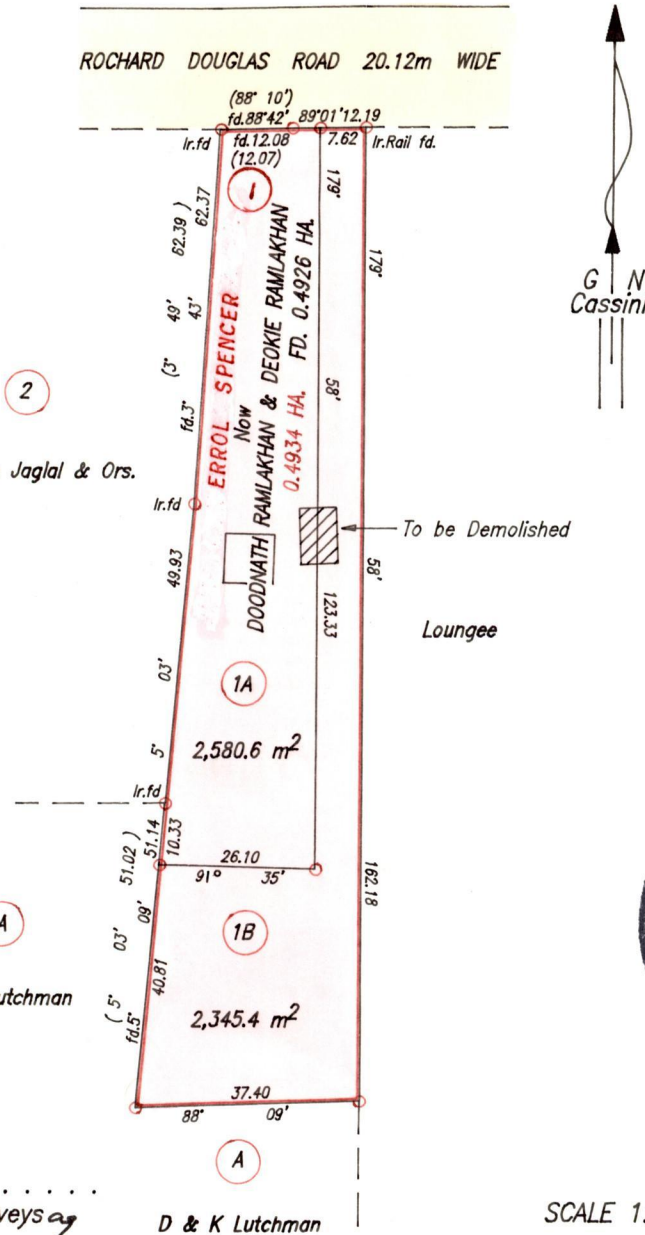 ROCHARD DOUGLAS ROAD 20.12m WIDE
(88° 10')
fd.88°42' 89°01' 12.19
Ir.fd fd.12.08 7.62 Ir.Rail fd.
(12.07)
1
G N
Cassini
62.39 ) 62.37
49' 43'
(3° fd.3°
179° 58' 123.33
179° 58' 162.18
ERROL SPENCER
Now
DOODNATH RAMLAKHAN & DEOKIE RAMLAKHAN
0.4934 HA. FD. 0.4926 HA.
2
Jaglal & Ors.
Ir.fd
To be Demolished
Loungee
49.93
03'
5°
1A
2,580.6 m²
Ir.fd
51.02 ) 51.14 10.33
26.10
91° 35'
03' 09'
( 5° fd.5°
40.81
1B
2,345.4 m²
A
utchman
37.40
88° 09'
A
D & K Lutchman
veys ag
SCALE 1: